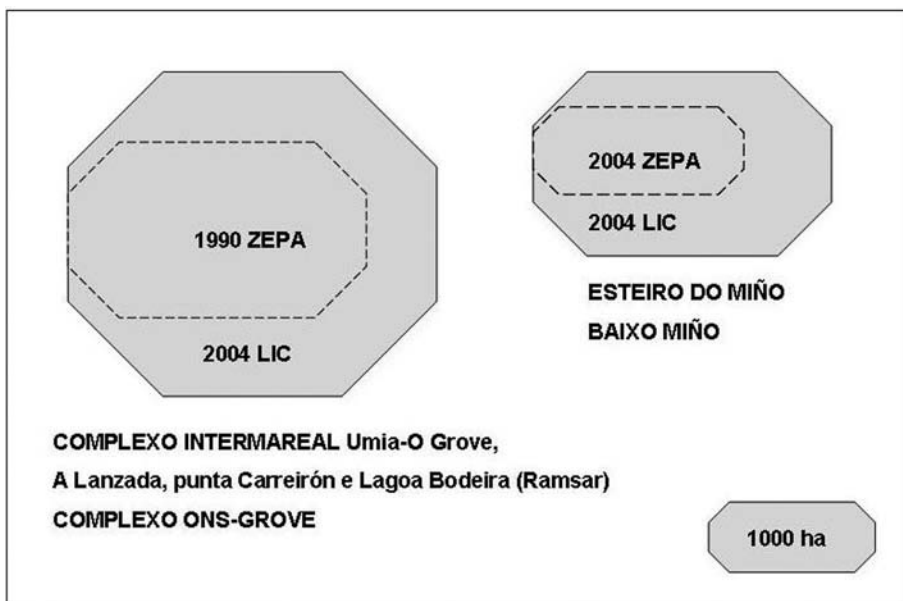 1990 ZEPA
2004 LIC
COMPLEXO INTERMAREAL Umia-O Grove,
A Lanzada, punta Carreirón e Lagoa Bodeira (Ramsar)
COMPLEXO ONS-GROVE
2004 ZEPA
2004 LIC
ESTEIRO DO MIÑO
BAIXO MIÑO
1000 ha